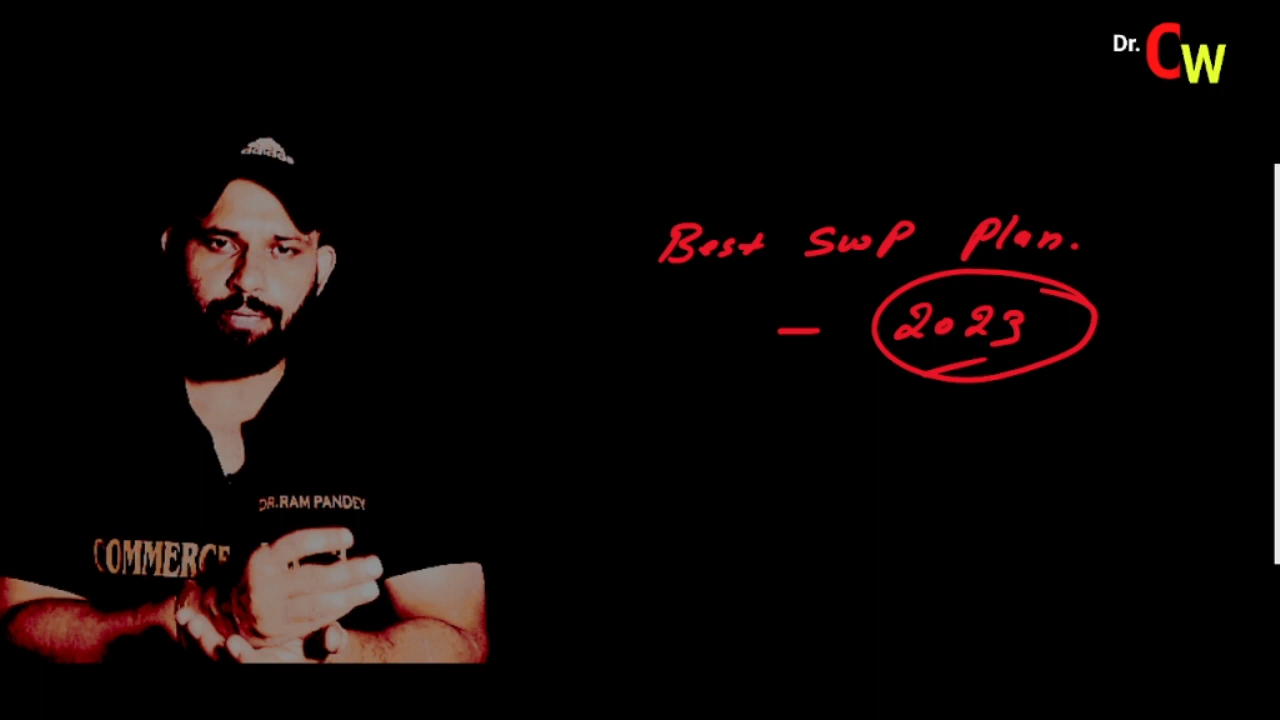 Dr. CW
Best SWP Plan.
— 2023
DR.RAM PANDEY
COMMERCE